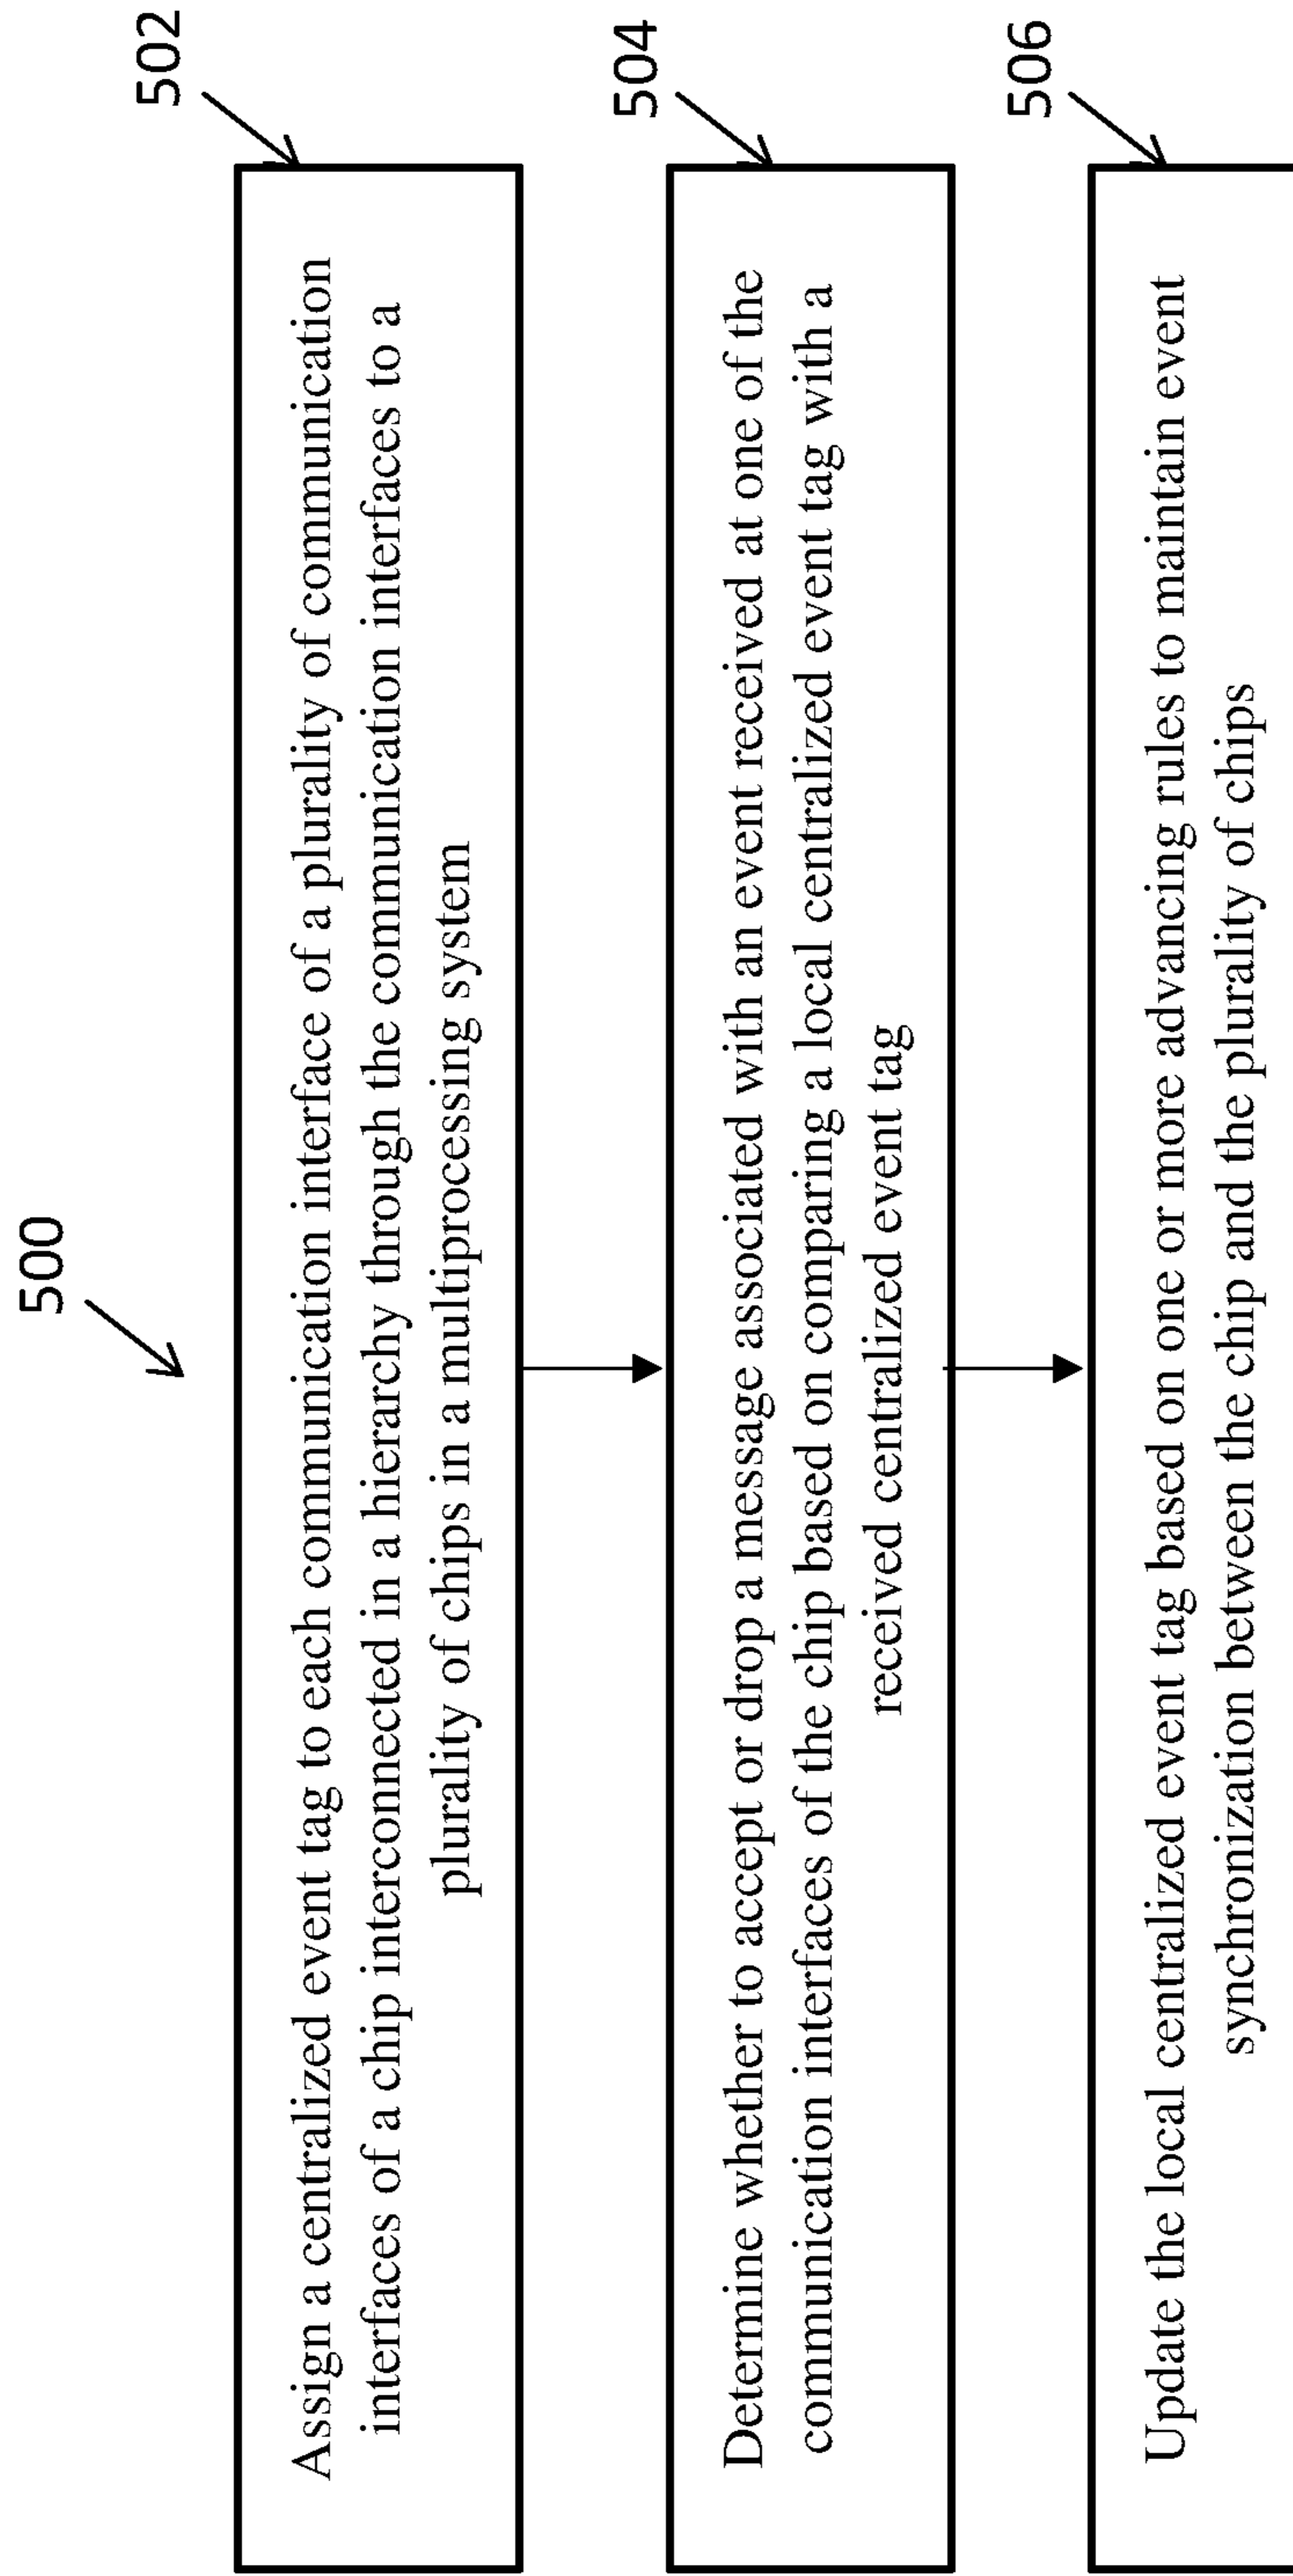 500
502
Assign a centralized event tag to each communication interface of a plurality of communication
interfaces of a chip interconnected in a hierarchy through the communication interfaces to a
plurality of chips in a multiprocessing system
504
Determine whether to accept or drop a message associated with an event received at one of the
communication interfaces of the chip based on comparing a local centralized event tag with a
received centralized event tag
506
Update the local centralized event tag based on one or more advancing rules to maintain event
synchronization between the chip and the plurality of chips